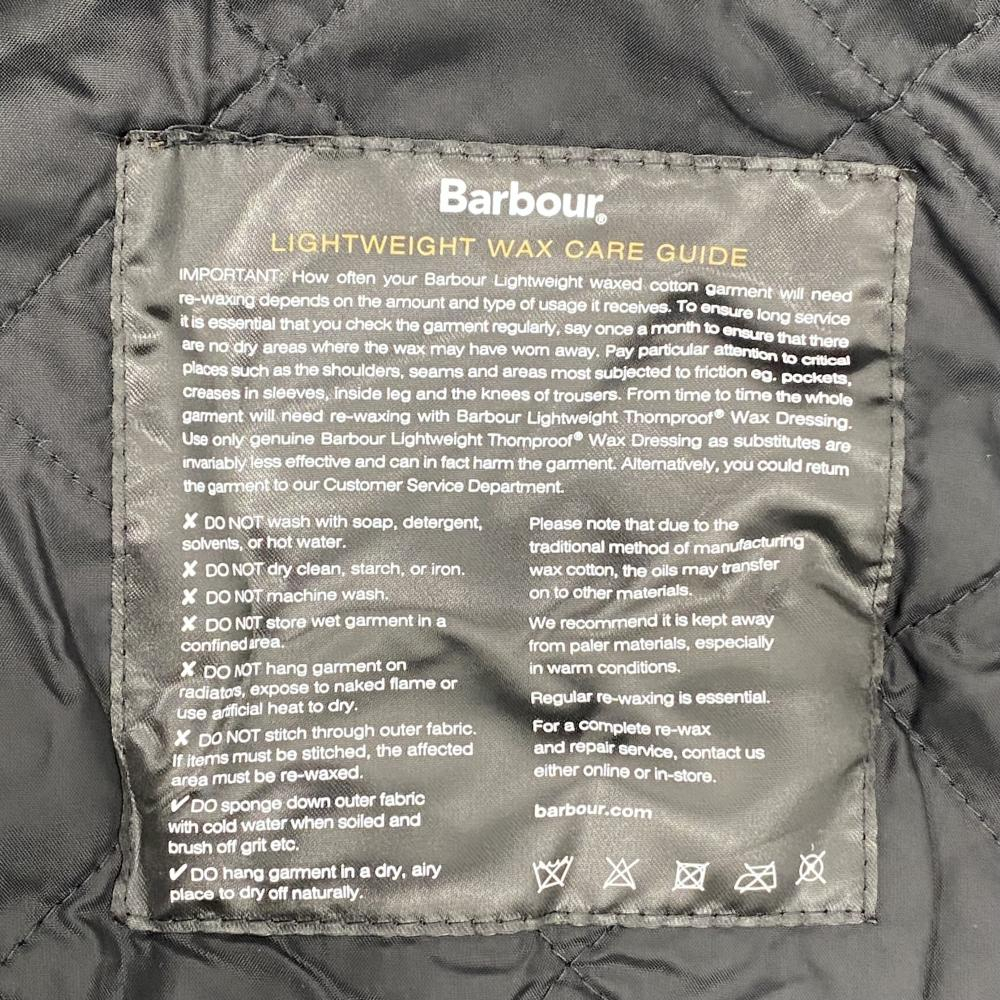 Barbour®
LIGHTWEIGHT WAX CARE GUIDE
IMPORTANT: How often your Barbour Lightweight waxed cotton garment will need
re-waxing depends on the amount and type of usage it receives. To ensure long service
it is essential that you check the garment regularly, say once a month to ensure that there
are no dry areas where the wax may have worn away. Pay particular attention to critical
places such as the shoulders, seams and areas most subjected to friction eg. pockets,
creases in sleeves, inside leg and the knees of trousers. From time to time the whole
garment will need re-waxing with Barbour Lightweight Thornproof® Wax Dressing.
Use only genuine Barbour Lightweight Thornproof® Wax Dressing as substitutes are
invariably less effective and can in fact harm the garment. Alternatively, you could return
the garment to our Customer Service Department.
✘ DO NOT wash with soap, detergent,
solvents, or hot water.
✘ DO NOT dry clean, starch, or iron.
✘ DO NOT machine wash.
✘ DO NOT store wet garment in a
confined area.
✘ DO NOT hang garment on
radiators, expose to naked flame or
use artificial heat to dry.
✘ DO NOT stitch through outer fabric.
If items must be stitched, the affected
area must be re-waxed.
✔ DO sponge down outer fabric
with cold water when soiled and
brush off grit etc.
✔ DO hang garment in a dry, airy
place to dry off naturally.
Please note that due to the
traditional method of manufacturing
wax cotton, the oils may transfer
on to other materials.
We recommend it is kept away
from paler materials, especially
in warm conditions.
Regular re-waxing is essential.
For a complete re-wax
and repair service, contact us
either online or in-store.
barbour.com